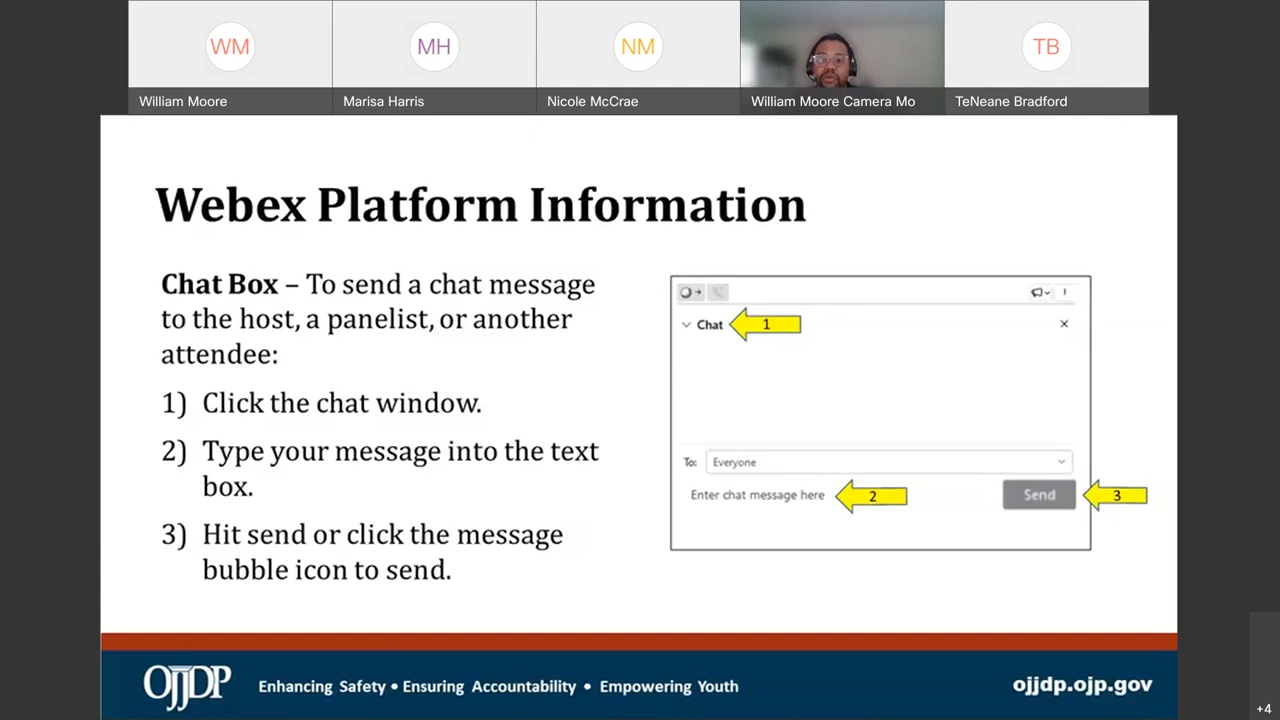 WM
MH
NM
TB
William Moore
Marisa Harris
Nicole McCrae
William Moore Camera Mo
TeNeane Bradford
Webex Platform Information
Chat Box – To send a chat message
to the host, a panelist, or another
attendee:
1) Click the chat window.
2) Type your message into the text
box.
3) Hit send or click the message
bubble icon to send.
Chat
1
To: Everyone
Enter chat message here
2
Send
3
OJJDP
Enhancing Safety • Ensuring Accountability • Empowering Youth
ojjdp.ojp.gov
+4